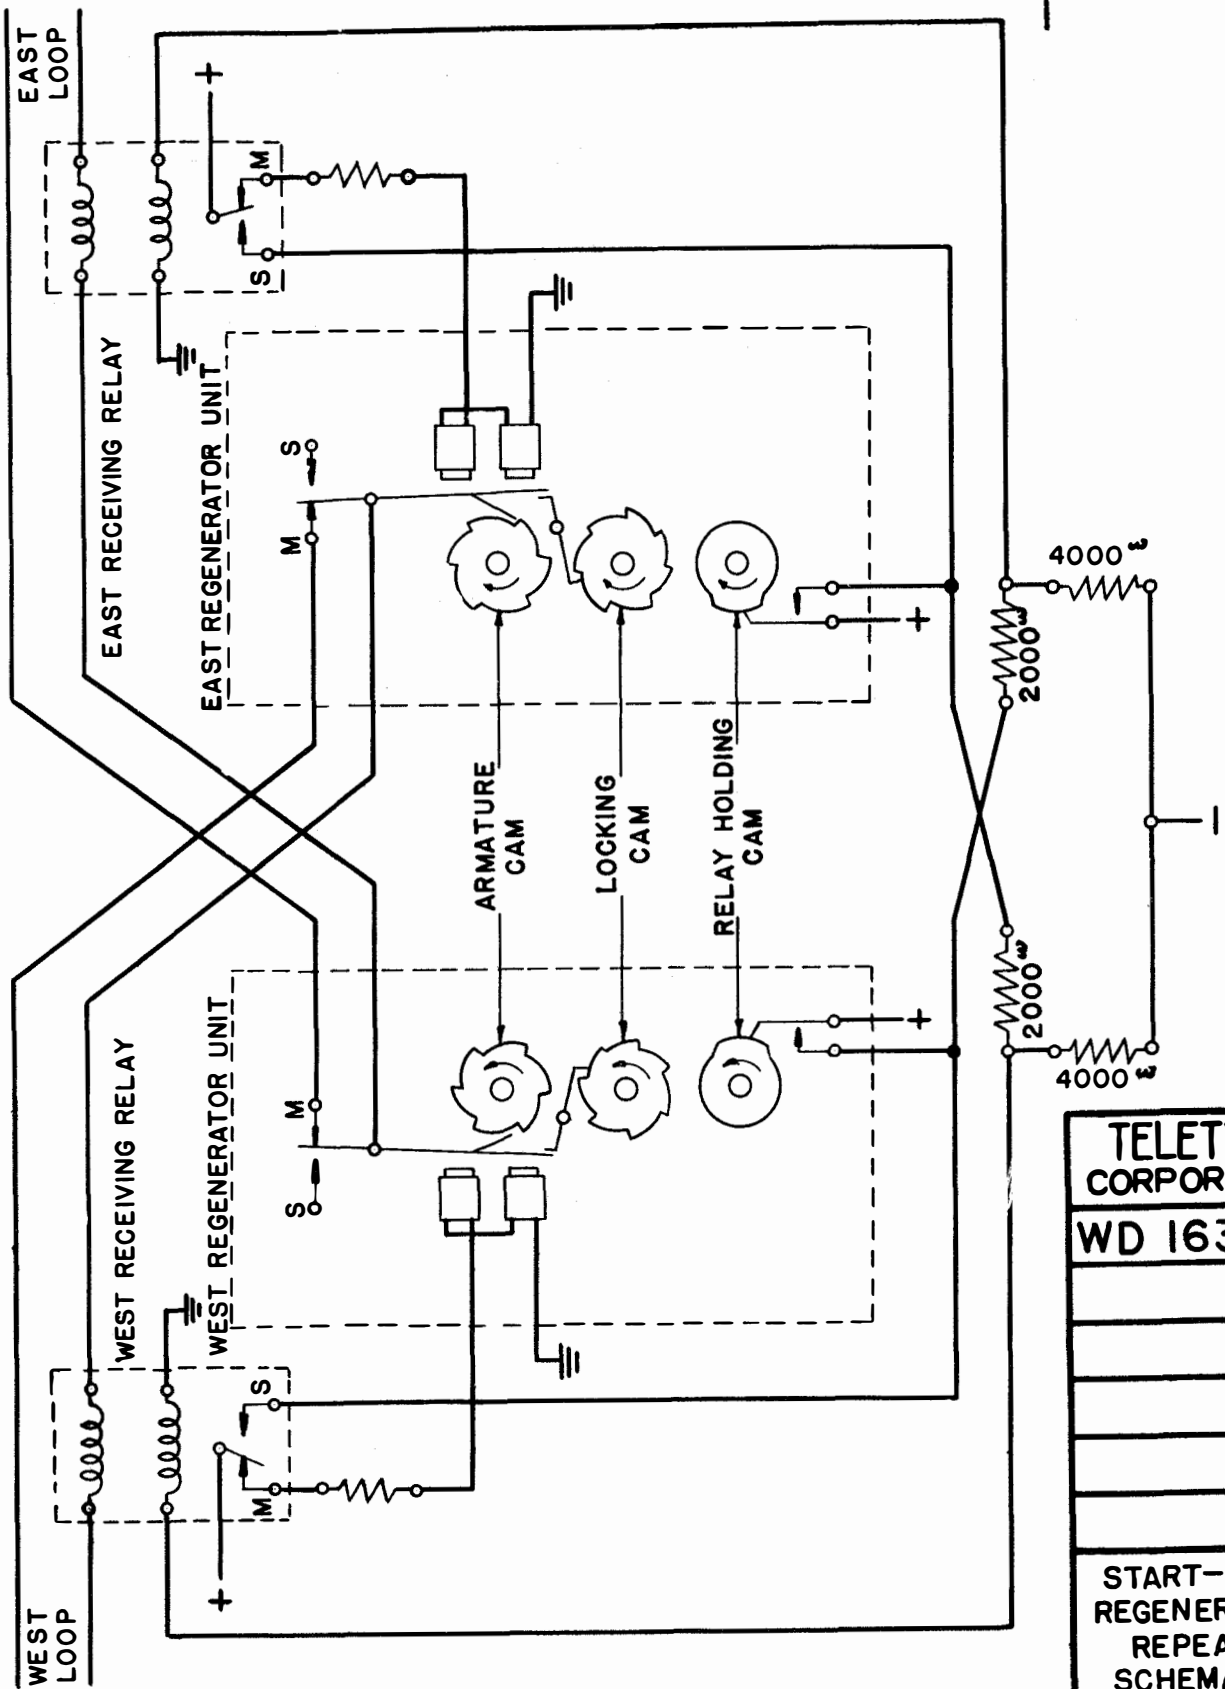 EAST
LOOP
+
M
S
EAST RECEIVING RELAY
EAST REGENERATOR UNIT
S
M
+
4000 ω
2000 ω
ARMATURE
CAM
LOCKING
CAM
RELAY HOLDING
CAM
2000 ω
4000 ω
+
M
S
WEST REGENERATOR UNIT
WEST RECEIVING RELAY
S
M
+
WEST
LOOP
CORPOR
WD 163
START-
REGENER
REPEA
SCHEMA